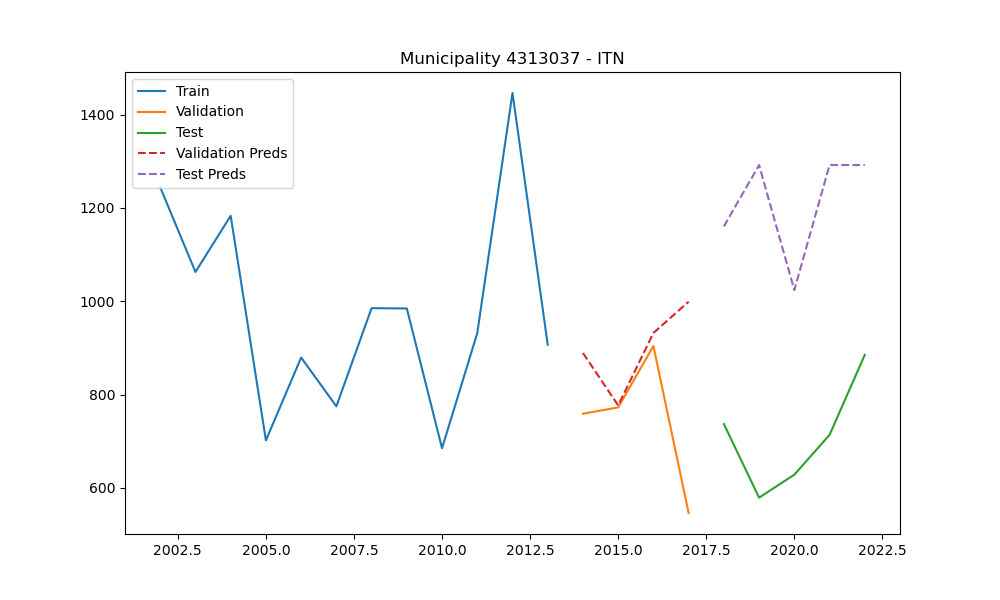 Municipality 4313037 - ITN
Train
Validation
Test
Validation Preds
Test Preds
1400
1200
1000
800
600
2002.5 2005.0 2007.5 2010.0 2012.5 2015.0 2017.5 2020.0 2022.5